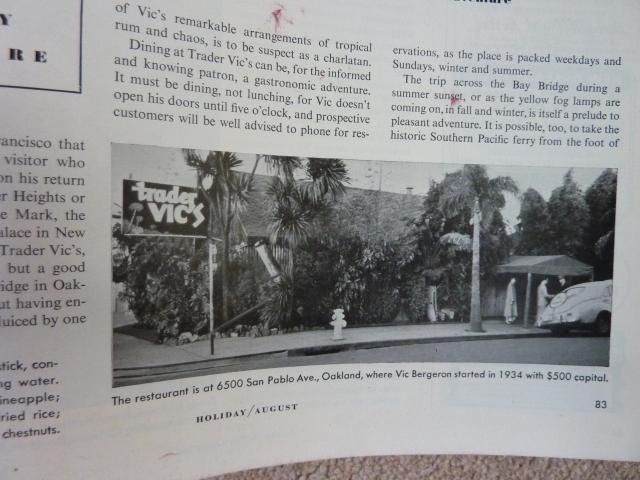 Y
RE
rancisco that
visitor who
on his return
er Heights or
e Mark, the
alace in New
Trader Vic's,
but a good
ridge in Oak-
ut having en-
luiced by one
stick, con-
ng water.
ineapple;
ried rice;
chestnuts.
of Vic's remarkable arrangements of tropical
rum and chaos, is to be suspect as a charlatan.
Dining at Trader Vic's can be, for the informed
and knowing patron, a gastronomic adventure.
It must be dining, not lunching, for Vic doesn't
open his doors until five o'clock, and prospective
customers will be well advised to phone for res-
ervations, as the place is packed weekdays and
Sundays, winter and summer.
The trip across the Bay Bridge during a
summer sunset, or as the yellow fog lamps are
coming on, in fall and winter, is itself a prelude to
pleasant adventure. It is possible, too, to take the
historic Southern Pacific ferry from the foot of
trader
VIC'S
The restaurant is at 6500 San Pablo Ave., Oakland, where Vic Bergeron started in 1934 with $500 capital.
HOLIDAY/AUGUST
83